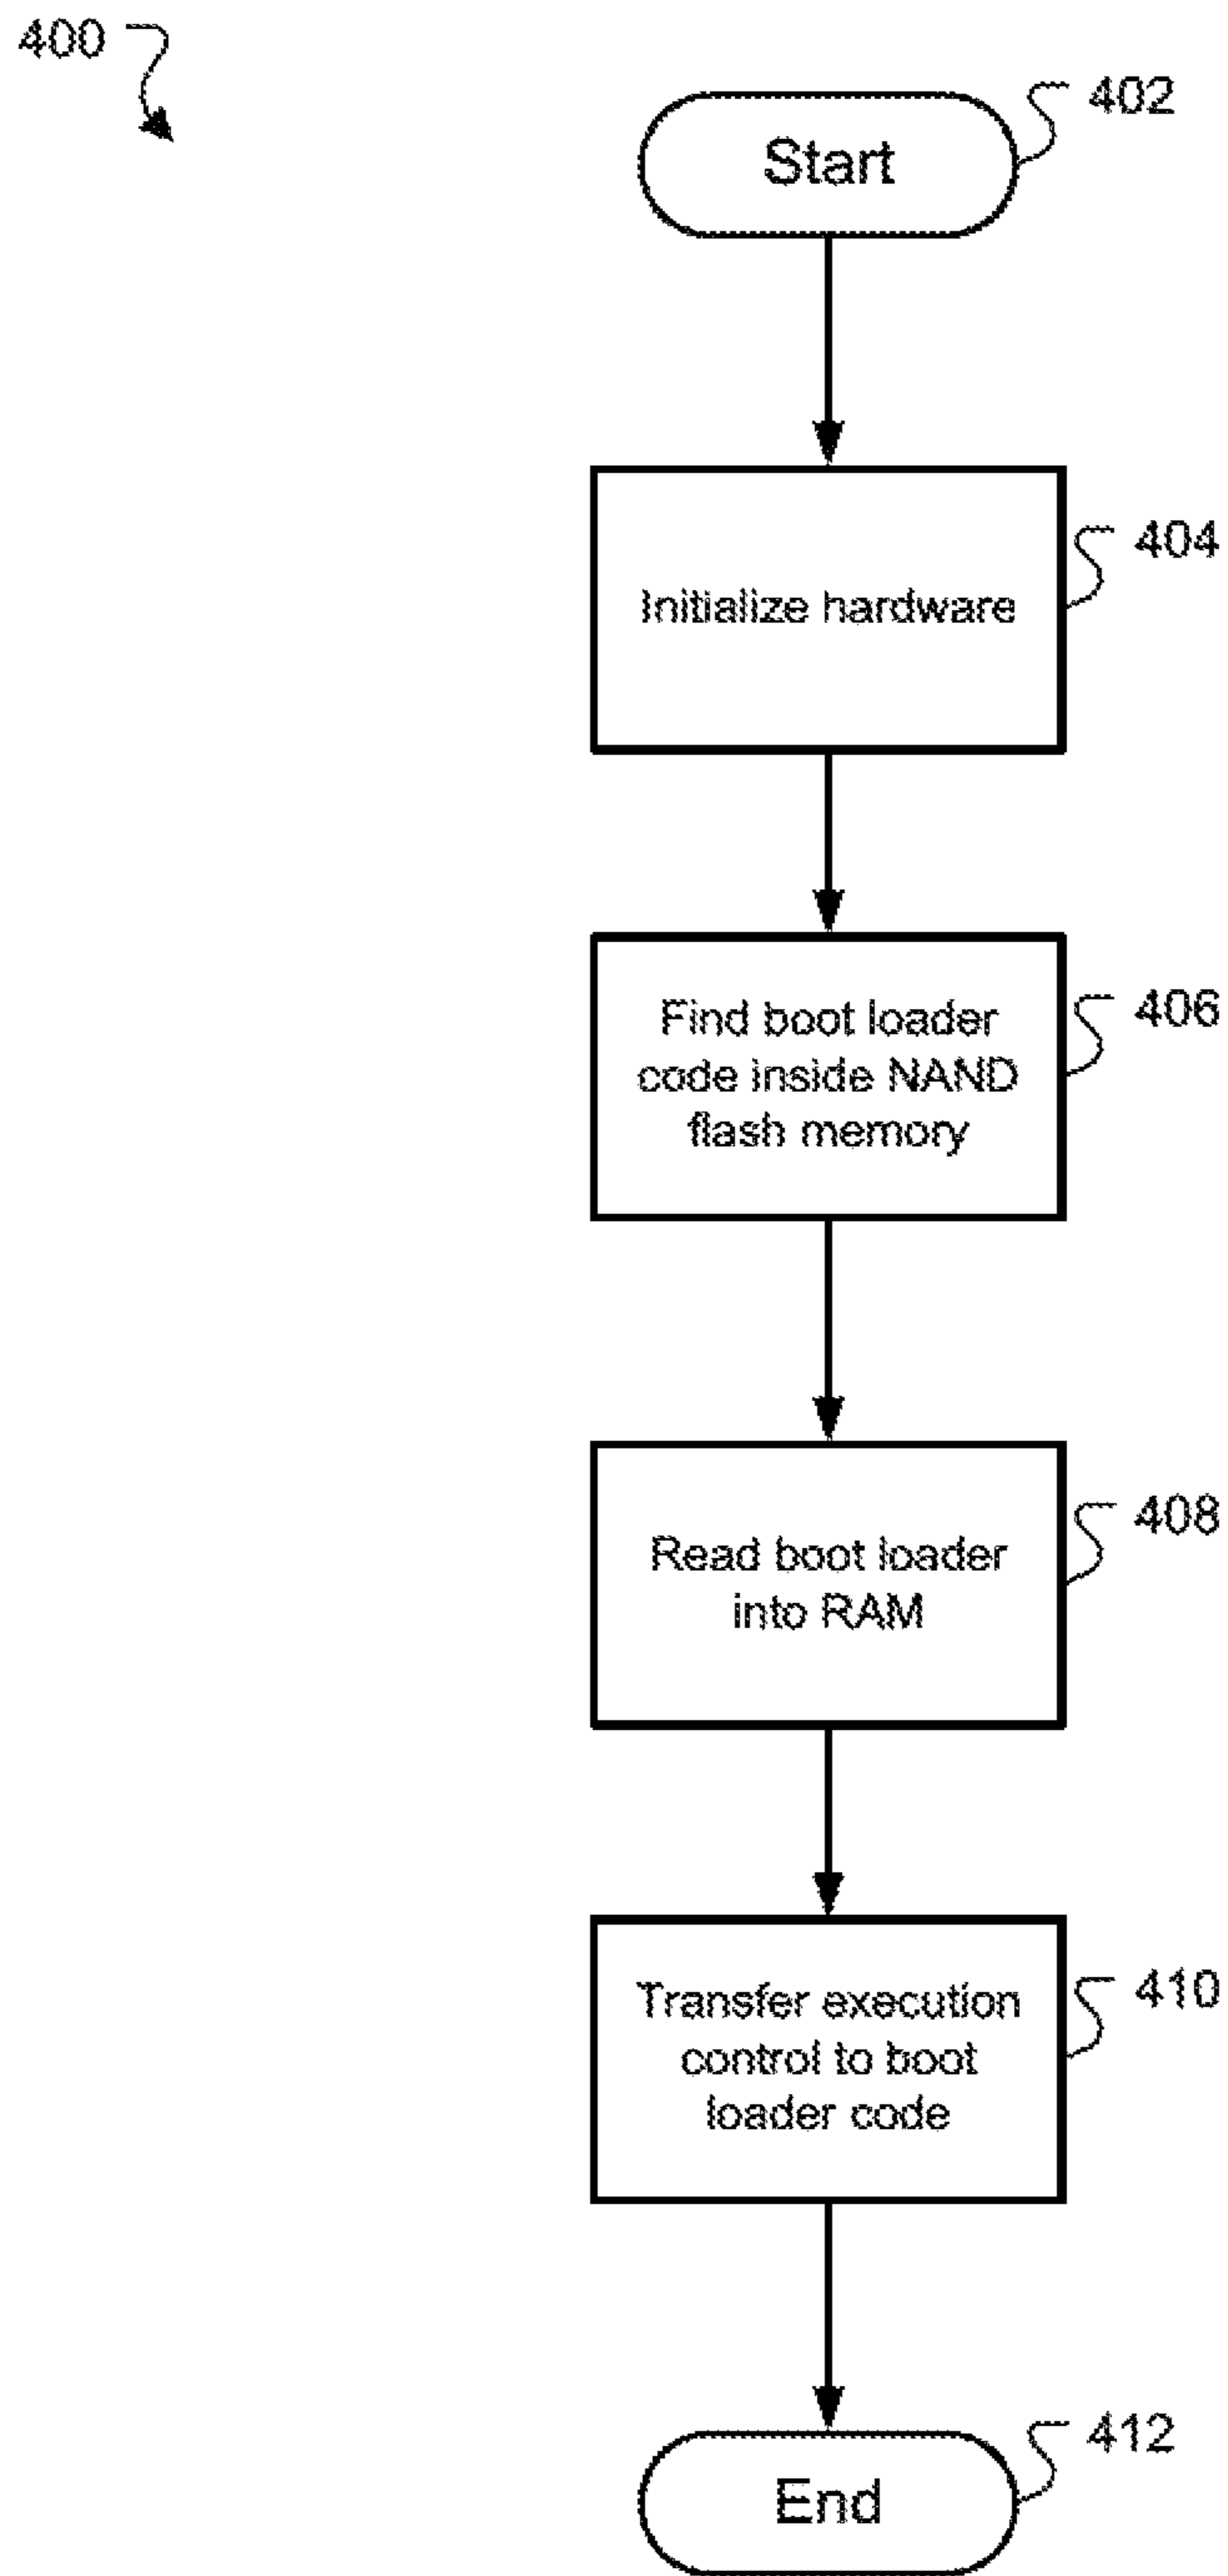 400
402
Start
404
Initialize hardware
406
Find boot loader
code inside NAND
flash memory
408
Read boot loader
into RAM
410
Transfer execution
control to boot
loader code
412
End